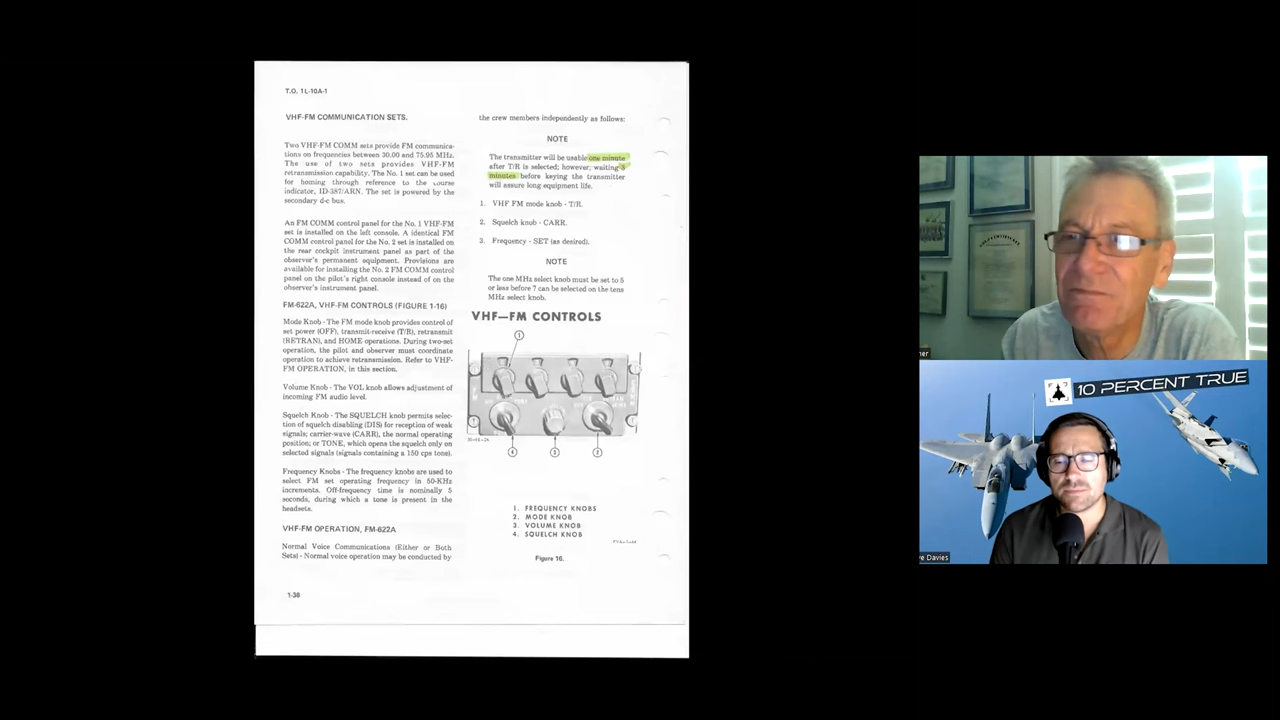 T.O. 1L-10A-1
VHF-FM COMMUNICATION SETS.
Two VHF-FM COMM sets provide FM communica-
tions on frequencies between 30.00 and 75.95 MHz.
The use of two sets provides VHF-FM
retransmission capability. The No. 1 set can be used
for homing through reference to the course
indicator, ID-387/ARN. The set is powered by the
secondary d-c bus.
An FM COMM control panel for the No. 1 VHF-FM
set is installed on the left console. A identical FM
COMM control panel for the No. 2 set is installed on
the rear cockpit instrument panel as part of the
observer's permanent equipment. Provisions are
available for installing the No. 2 FM COMM control
panel on the pilot's right console instead of on the
observer's instrument panel.
FM-622A, VHF-FM CONTROLS (FIGURE 1-16)
Mode Knob - The FM mode knob provides control of
set power (OFF), transmit-receive (T/R), retransmit
(RETRAN), and HOME operations. During two-set
operation, the pilot and observer must coordinate
operation to achieve retransmission. Refer to VHF-
FM OPERATION, in this section.
Volume Knob - The VOL knob allows adjustment of
incoming FM audio level.
Squelch Knob - The SQUELCH knob permits selec-
tion of squelch disabling (DIS) for reception of weak
signals; carrier-wave (CARR), the normal operating
position; or TONE, which opens the squelch only on
selected signals (signals containing a 150 cps tone).
Frequency Knobs - The frequency knobs are used to
select FM set operating frequency in 50-KHz
increments. Off-frequency time is nominally 5
seconds, during which a tone is present in the
headsets.
VHF-FM OPERATION, FM-622A
Normal Voice Communications (Either or Both
Sets) - Normal voice operation may be conducted by
1-38
the crew members independently as follows:
NOTE
The transmitter will be usable one minute
after T/R is selected; however, waiting 3
minutes before keying the transmitter
will assure long equipment life.
1. VHF FM mode knob - T/R.
2. Squelch knob - CARR.
3. Frequency - SET (as desired).
NOTE
The one MHz select knob must be set to 5
or less before 7 can be selected on the tens
MHz select knob.
VHF-FM CONTROLS
1
4
3
2
1. FREQUENCY KNOBS
2. MODE KNOB
3. VOLUME KNOB
4. SQUELCH KNOB
Figure 16.
ner
10 PERCENT TRUE
ve Davies